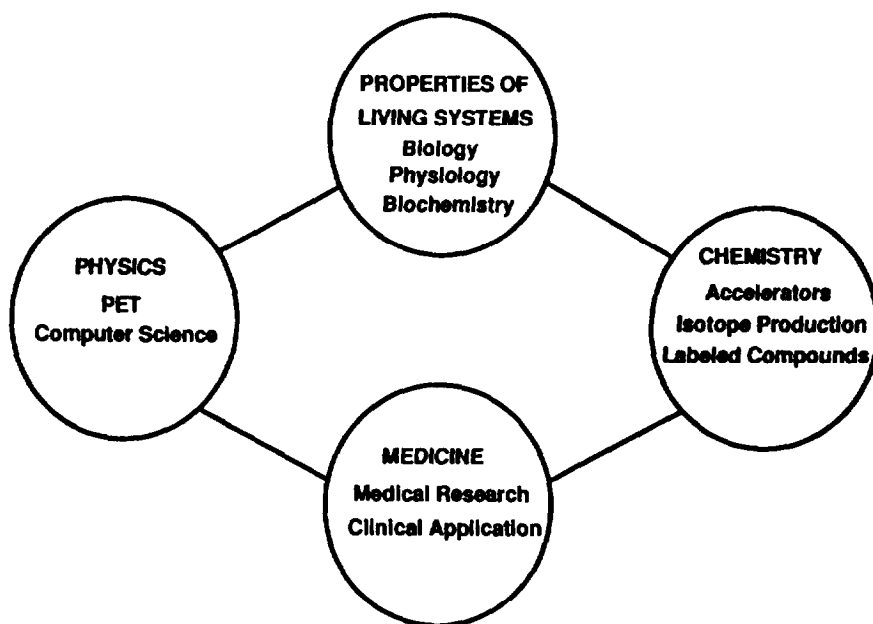 PROPERTIES OF
LIVING SYSTEMS
Biology
Physiology
Biochemistry
PHYSICS
PET
Computer Science
CHEMISTRY
Accelerators
Isotope Production
Labeled Compounds
MEDICINE
Medical Research
Clinical Application